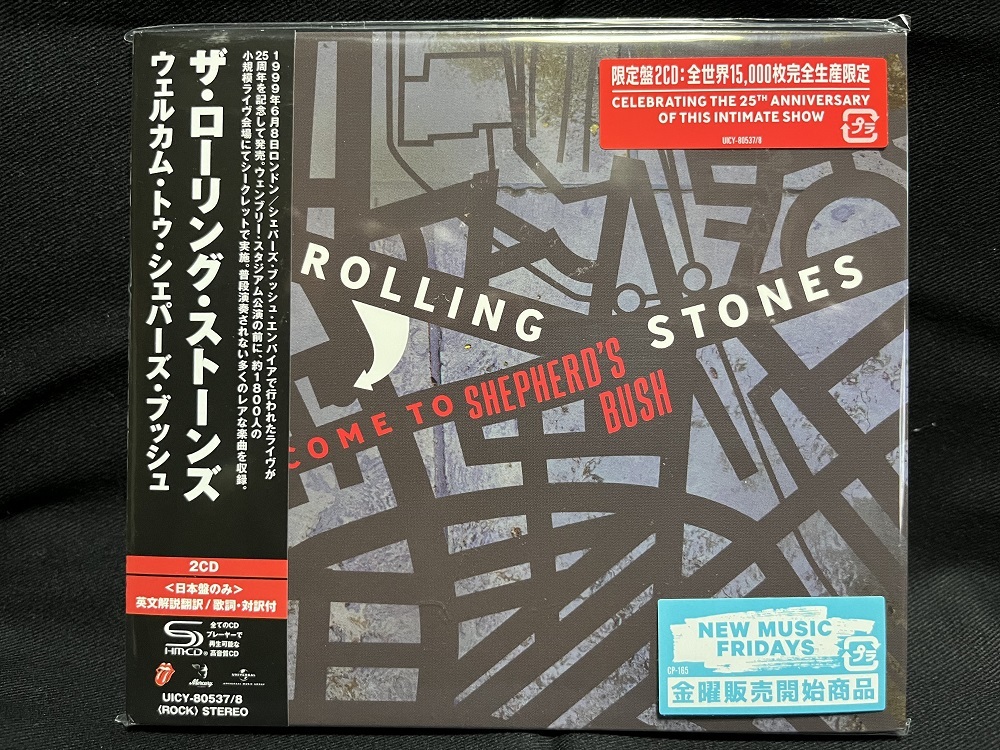 ザ・ローリング・ストーンズ
ウェルカム・トゥ・シェパーズ・ブッシュ
1999年6月8日ロンドン/シェパーズ・ブッシュ・エンパイアで行われたライヴが
25周年を記念して発売。ウェンブリー・スタジアム公演の前に、約1800人の
小規模ライヴ会場にてシークレットで実施。普段演奏されない多くのレアな楽曲を収録。
2CD
<日本盤のみ>
英文解説翻訳/歌詞・対訳付
SHM-CD
全てのCD
プレーヤーで
再生可能な
高音質CD
Mercury
UNIVERSAL
UICY-80537/8
(ROCK) STEREO
限定盤2CD:全世界15,000枚完全生産限定
CELEBRATING THE 25TH ANNIVERSARY
OF THIS INTIMATE SHOW
プラ
UICY-80537/8
ROLLING
STONES
COME TO SHEPHERD'S
BUSH
NEW MUSIC
FRIDAYS
プラ
CP-165
金曜販売開始商品